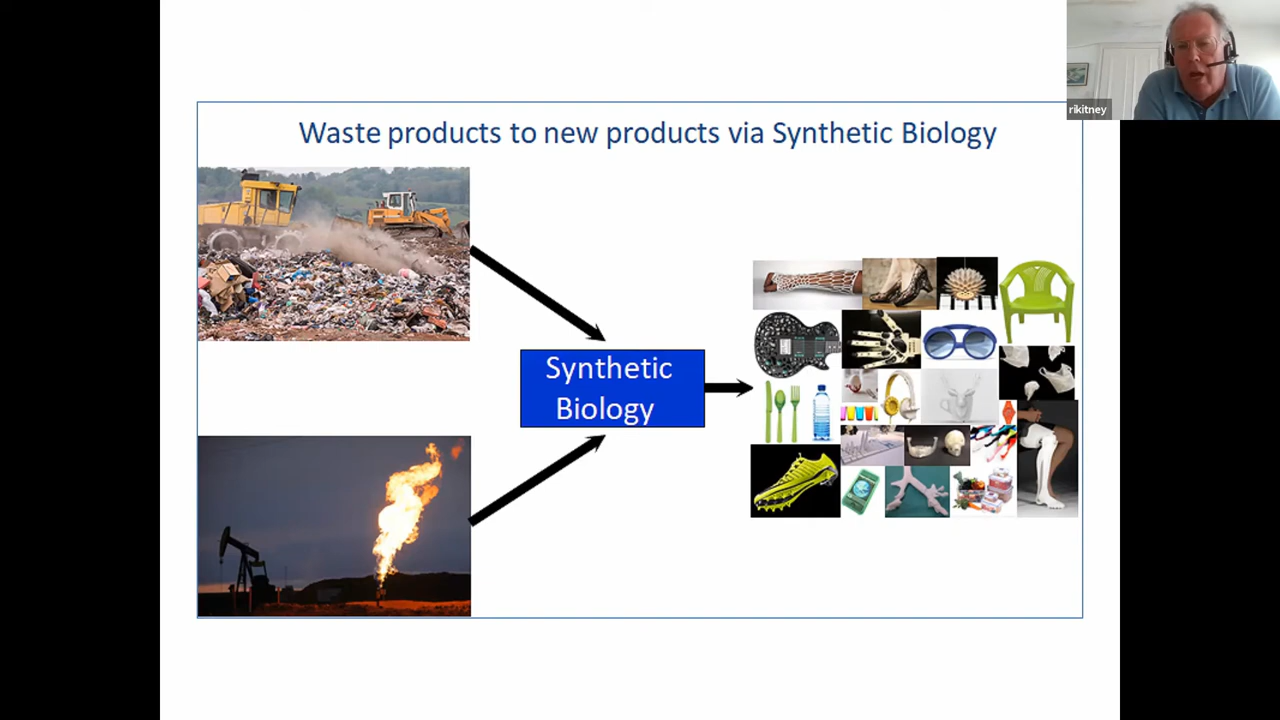 rikitney
Waste products to new products via Synthetic Biology
Synthetic
Biology